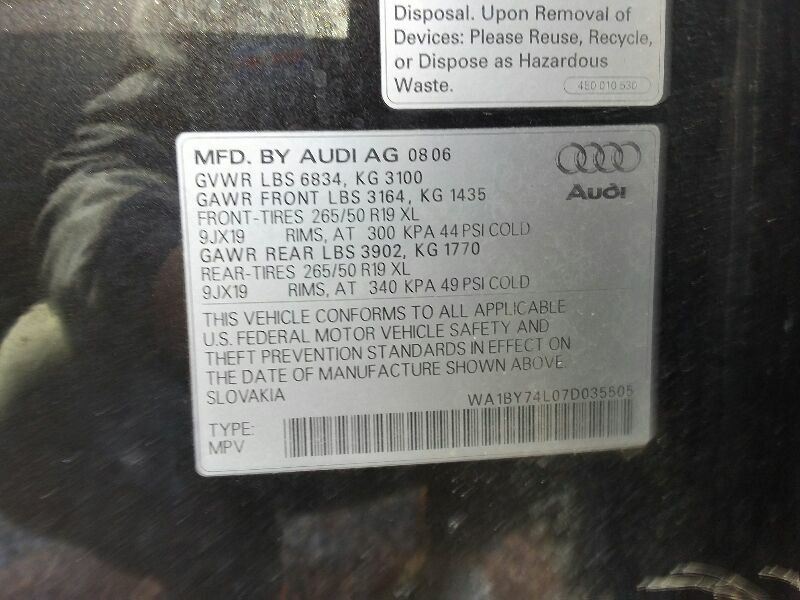 Disposal. Upon Removal of
Devices: Please Reuse, Recycle,
or Dispose as Hazardous
Waste.
4E0 010 530
MFD. BY AUDI AG 0806
GVWR LBS 6834, KG 3100
GAWR FRONT LBS 3164, KG 1435
FRONT-TIRES 265/50 R19 XL
9JX19 RIMS, AT 300 KPA 44 PSI COLD
GAWR REAR LBS 3902, KG 1770
REAR-TIRES 265/50 R19 XL
9JX19 RIMS, AT 340 KPA 49 PSI COLD
Audi
THIS VEHICLE CONFORMS TO ALL APPLICABLE
U.S. FEDERAL MOTOR VEHICLE SAFETY AND
THEFT PREVENTION STANDARDS IN EFFECT ON
THE DATE OF MANUFACTURE SHOWN ABOVE.
SLOVAKIA
WA1BY74L07D035505
TYPE:
MPV